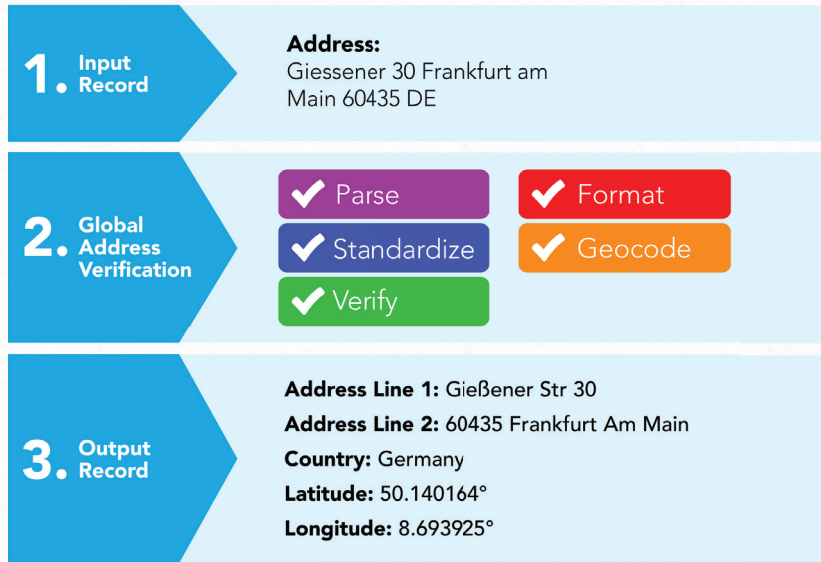 1. Input
Record
Address:
Giessener 30 Frankfurt am
Main 60435 DE
2. Global
Address
Verification
Parse
Format
Standardize
Geocode
Verify
3. Output
Record
Address Line 1: Gießener Str 30
Address Line 2: 60435 Frankfurt Am Main
Country: Germany
Latitude: 50.140164°
Longitude: 8.693925°